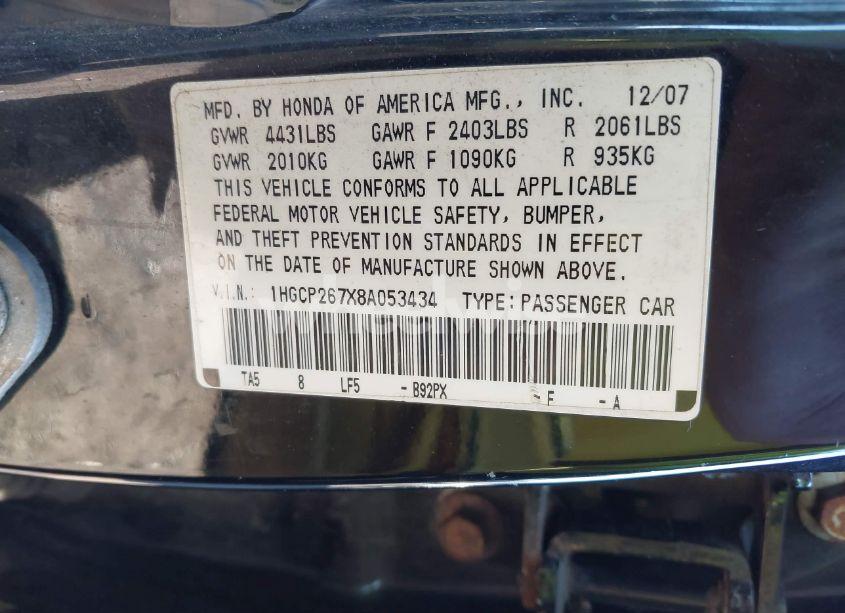 MFD. BY HONDA OF AMERICA MFG., INC. 12/07
GVWR 4431LBS GAWR F 2403LBS R 2061LBS
GVWR 2010KG GAWR F 1090KG R 935KG
THIS VEHICLE CONFORMS TO ALL APPLICABLE
FEDERAL MOTOR VEHICLE SAFETY, BUMPER,
AND THEFT PREVENTION STANDARDS IN EFFECT
ON THE DATE OF MANUFACTURE SHOWN ABOVE.
V.I.N.: 1HGCP267X8A053434 TYPE: PASSENGER CAR
TA5 8 LF5 - B92PX - F - A